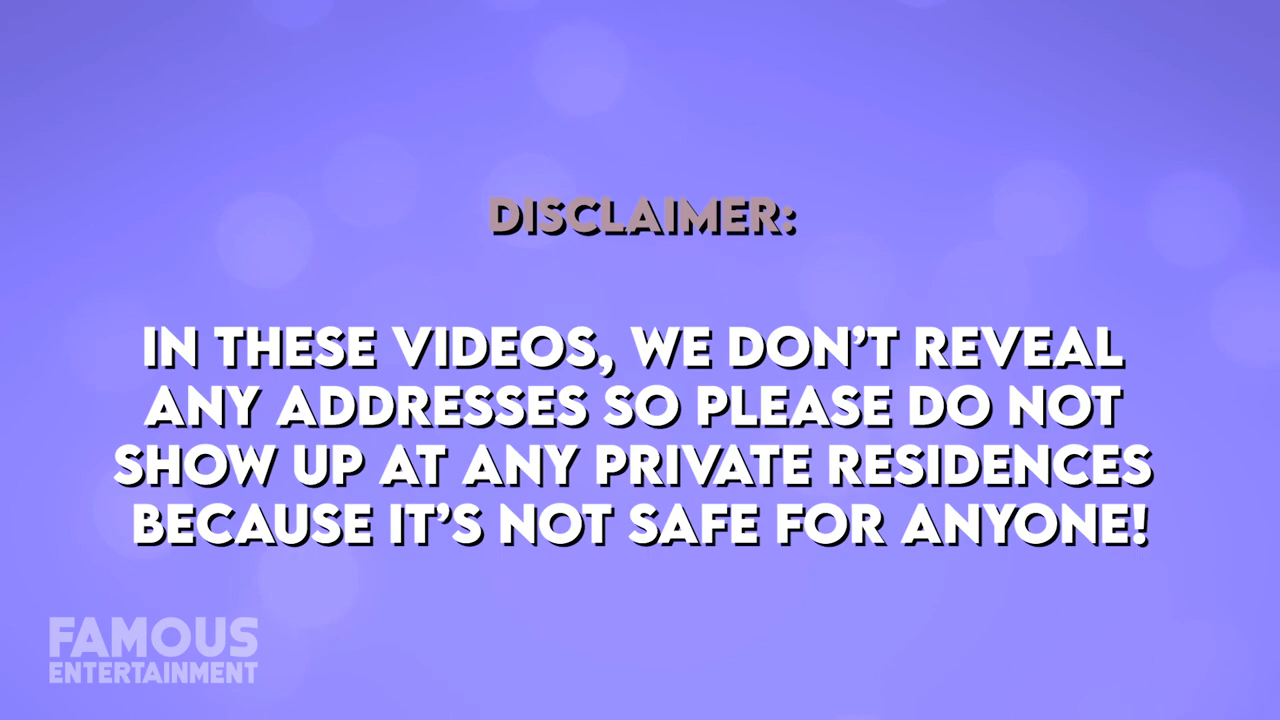 DISCLAIMER:
IN THESE VIDEOS, WE DON’T REVEAL
ANY ADDRESSES SO PLEASE DO NOT
SHOW UP AT ANY PRIVATE RESIDENCES
BECAUSE IT’S NOT SAFE FOR ANYONE!
FAMOUS
ENTERTAINMENT